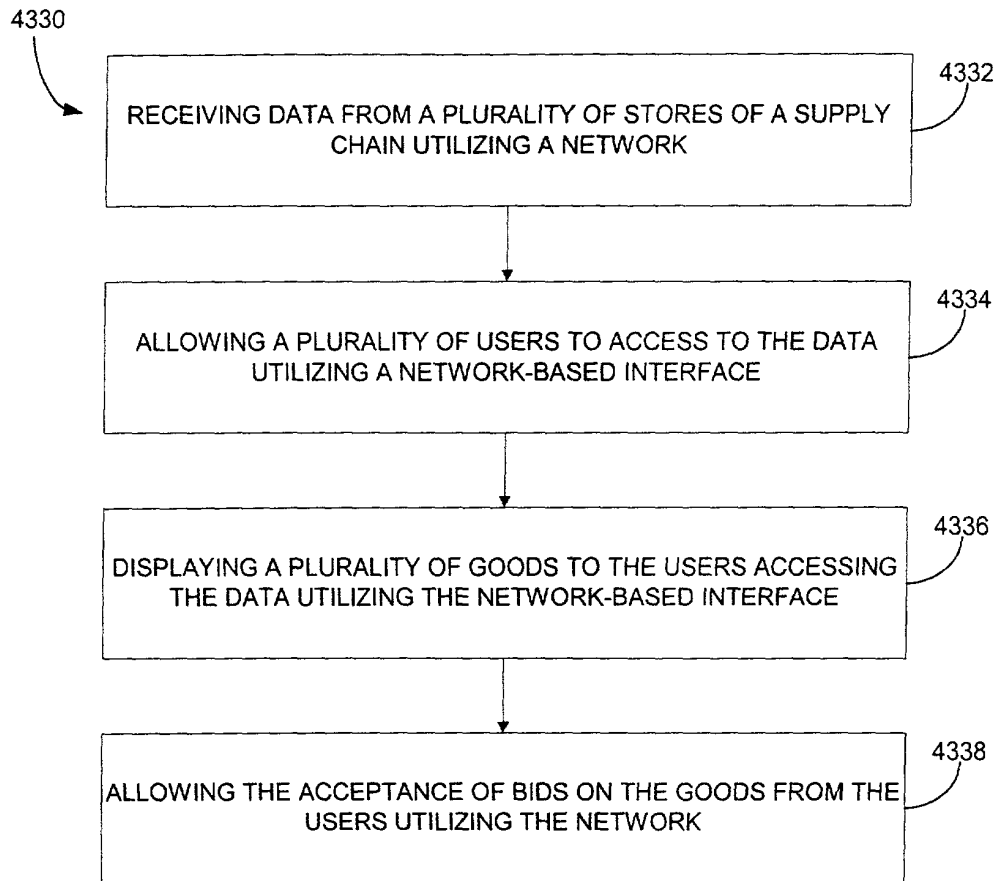 4330
4332
RECEIVING DATA FROM A PLURALITY OF STORES OF A SUPPLY
CHAIN UTILIZING A NETWORK
4334
ALLOWING A PLURALITY OF USERS TO ACCESS TO THE DATA
UTILIZING A NETWORK-BASED INTERFACE
4336
DISPLAYING A PLURALITY OF GOODS TO THE USERS ACCESSING
THE DATA UTILIZING THE NETWORK-BASED INTERFACE
4338
ALLOWING THE ACCEPTANCE OF BIDS ON THE GOODS FROM THE
USERS UTILIZING THE NETWORK